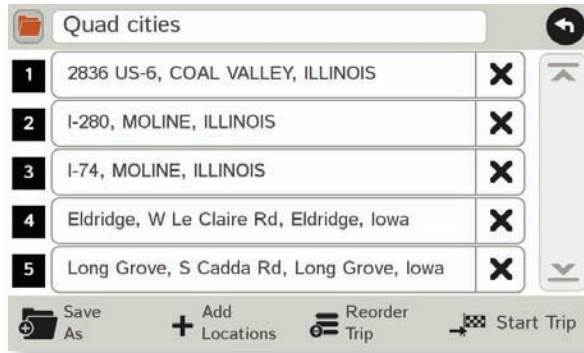 Quad cities
1 2836 US-6, COAL VALLEY, ILLINOIS
2 I-280, MOLINE, ILLINOIS
3 I-74, MOLINE, ILLINOIS
4 Eldridge, W Le Claire Rd, Eldridge, Iowa
5 Long Grove, S Cadda Rd, Long Grove, Iowa
Save As
Add Locations
Reorder Trip
Start Trip